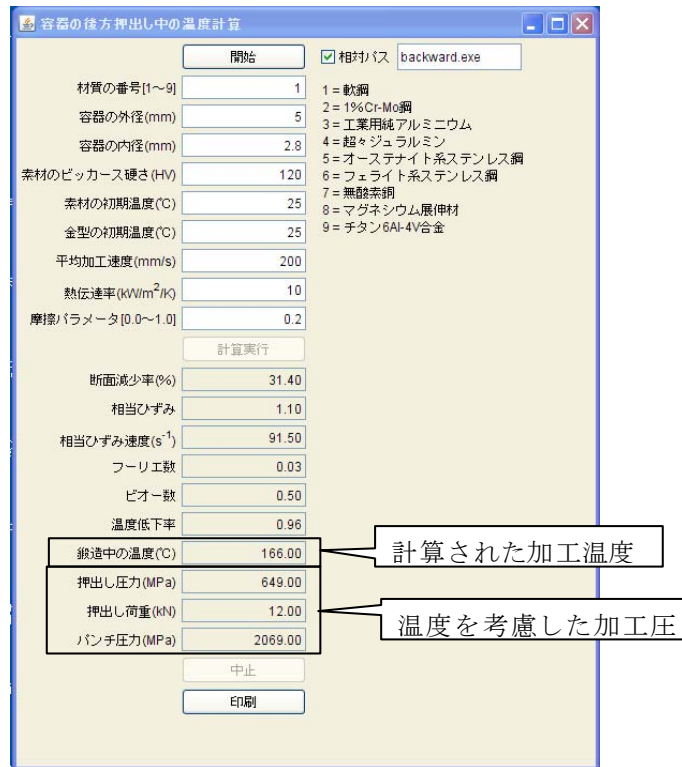 容器の後方押出し中の温度計算
開始
相対パス backward.exe
材質の番号[1～9] 1
容器の外径(mm) 5
容器の内径(mm) 2.8
素材のビッカース硬さ(HV) 120
素材の初期温度(℃) 25
金型の初期温度(℃) 25
平均加工速度(mm/s) 200
熱伝達率(kW/m²/K) 10
摩擦パラメータ[0.0～1.0] 0.2
1 = 軟鋼
2 = 1%Cr-Mo鋼
3 = 工業用純アルミニウム
4 = 超々ジュラルミン
5 = オーステナイト系ステンレス鋼
6 = フェライト系ステンレス鋼
7 = 無酸素銅
8 = マグネシウム展伸材
9 = チタン6Al-4V合金
計算実行
断面減少率(%) 31.40
相当ひずみ 1.10
相当ひずみ速度(s⁻¹) 91.50
フーリエ数 0.03
ビオー数 0.50
温度低下率 0.96
鍛造中の温度(℃) 166.00
計算された加工温度
押出し圧力(MPa) 649.00
押出し荷重(kN) 12.00
パンチ圧力(MPa) 2069.00
温度を考慮した加工圧
中止
印刷